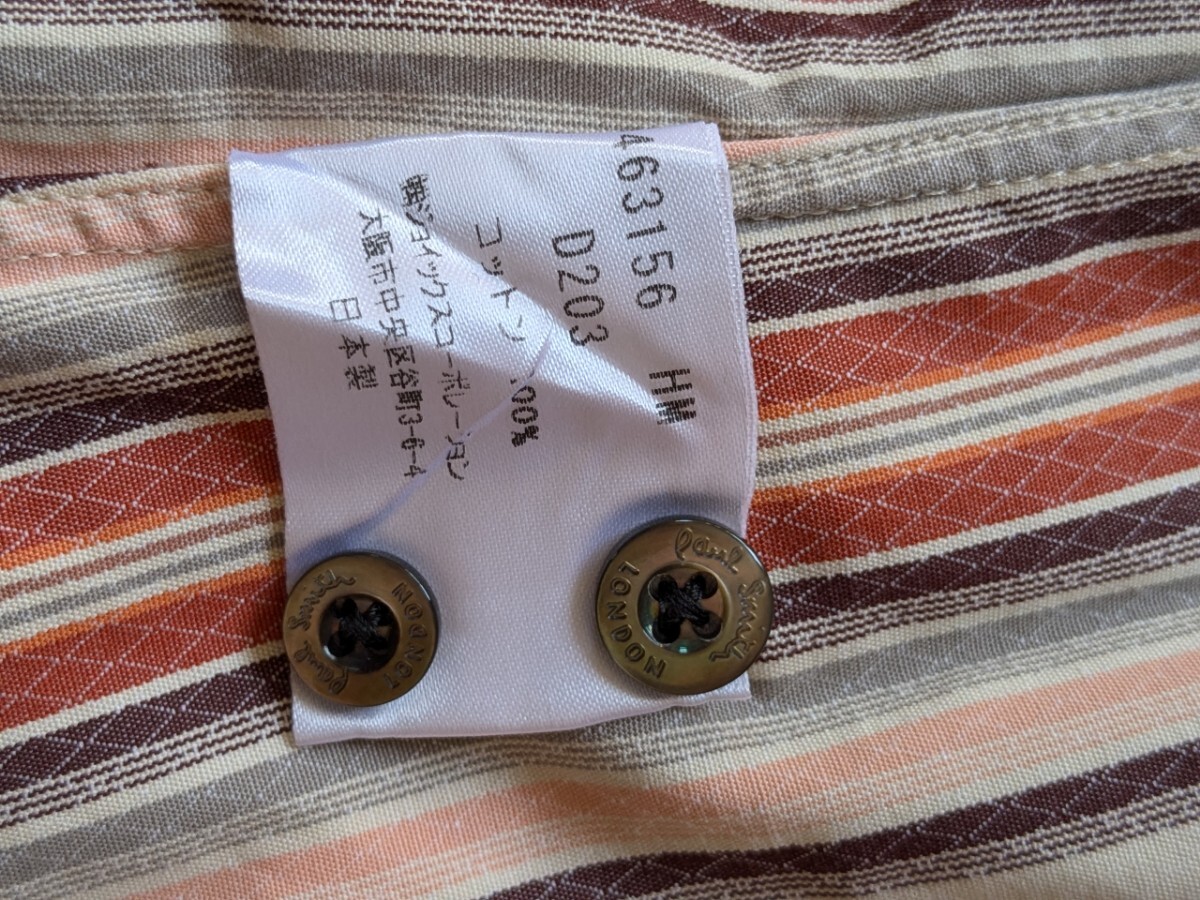 463156 HM
D203
コットン 100%
㈱ジョイックスコーポレーション
大阪市中央区谷町3-6-4
日本製
Paul Smith
LONDON
Paul Smith
LONDON